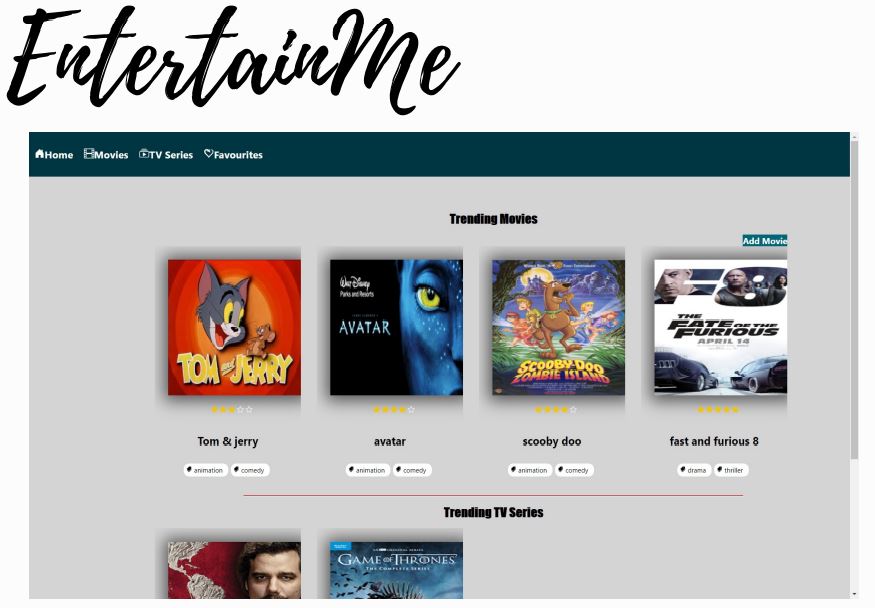 EntertainMe
Home Movies TV Series Favourites
Trending Movies
Add Movie
TOM and JERRY
Walt Disney
Parks and Resorts
AVATAR
SCOOBY-DOO
ZOMBIE ISLAND
THE
FATE OF THE
FURIOUS
APRIL 14
Tom & jerry
avatar
scooby doo
fast and furious 8
animation comedy
animation comedy
animation comedy
drama thriller
Trending TV Series
GAME OF THRONES
THE COMPLETE SERIES